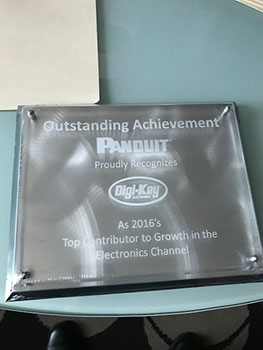 Outstanding Achievement
PANDUIT
Proudly Recognizes
Digi-Key
As 2016's
Top Contributor to Growth in the
Electronics Channel